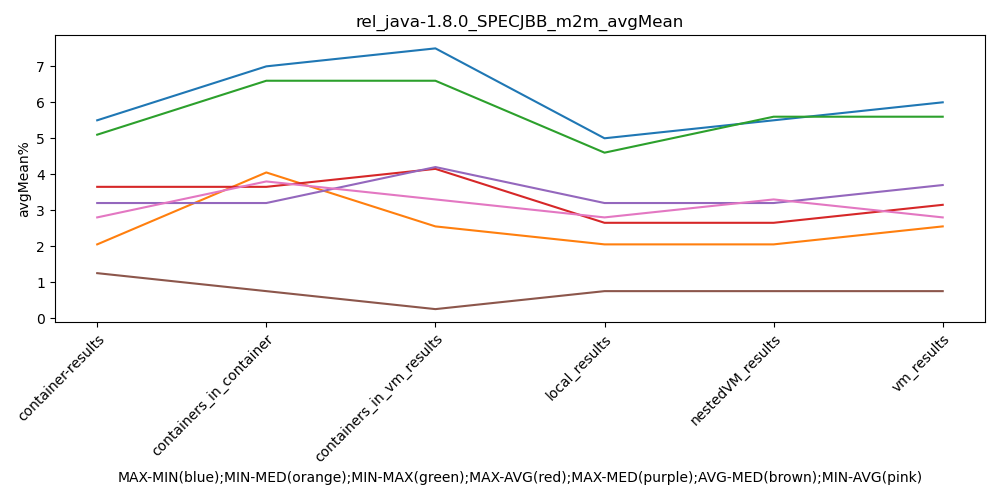 rel_java-1.8.0_SPECJBB_m2m_avgMean
avgMean%
7
6
5
4
3
2
1
0
container-results
containers_in_container
containers_in_vm_results
local_results
nestedVM_results
vm_results
MAX-MIN(blue);MIN-MED(orange);MIN-MAX(green);MAX-AVG(red);MAX-MED(purple);AVG-MED(brown);MIN-AVG(pink)